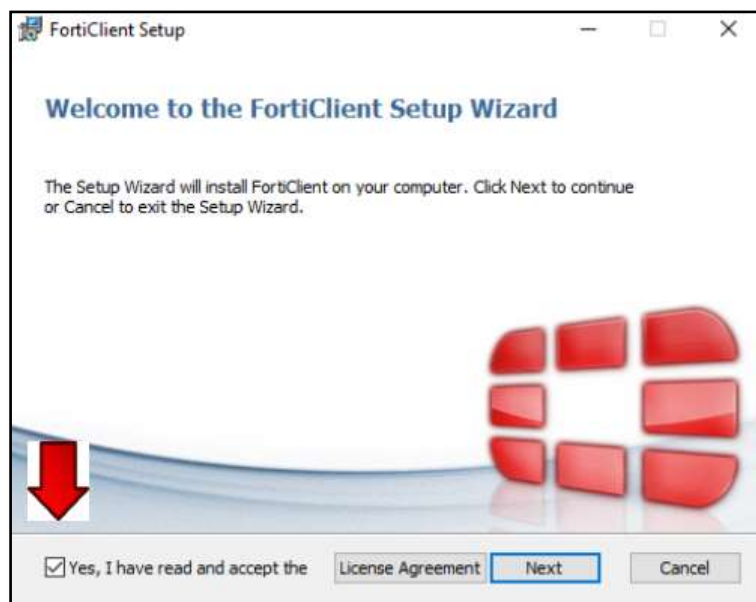 FortiClient Setup
Welcome to the FortiClient Setup Wizard
The Setup Wizard will install FortiClient on your computer. Click Next to continue
or Cancel to exit the Setup Wizard.
Yes, I have read and accept the License Agreement Next Cancel